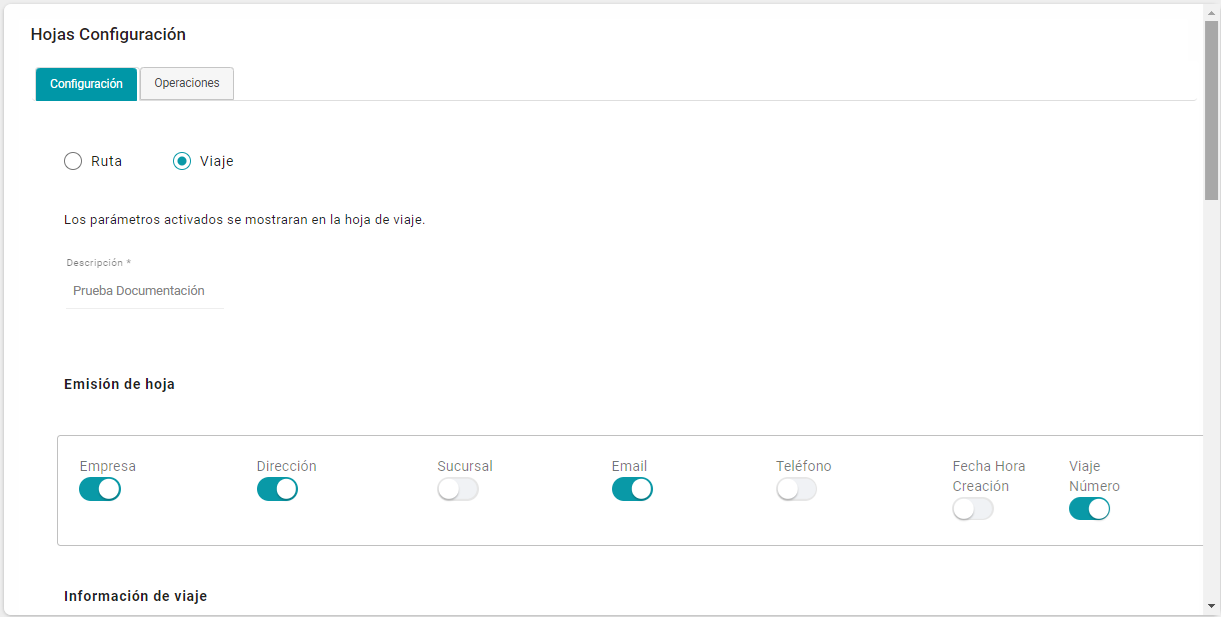 Hojas Configuración
Configuración
Operaciones
Ruta
Viaje
Los parámetros activados se mostraran en la hoja de viaje.
Descripción *
Prueba Documentación
Emisión de hoja
Empresa
Dirección
Sucursal
Email
Teléfono
Fecha Hora
Creación
Viaje
Número
Información de viaje